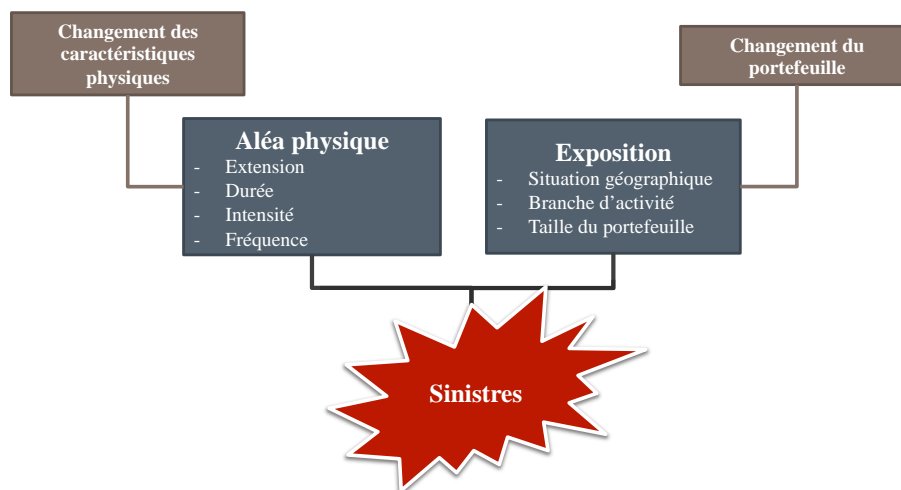 Changement des
caractéristiques
physiques
Changement du
portefeuille
Aléa physique
- Extension
- Durée
- Intensité
- Fréquence
Exposition
- Situation géographique
- Branche d’activité
- Taille du portefeuille
Sinistres